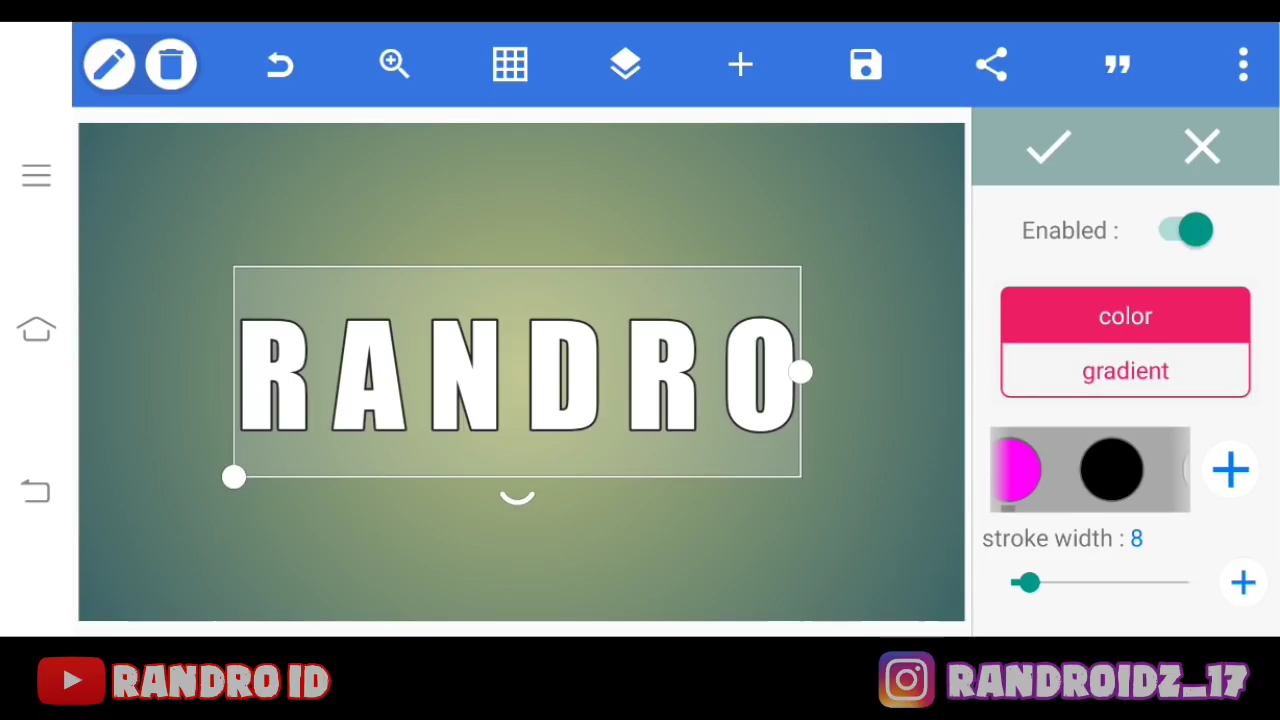 Enabled :
color
gradient
RANDRO
stroke width : 8
RANDRO ID
RANDROIDZ_17